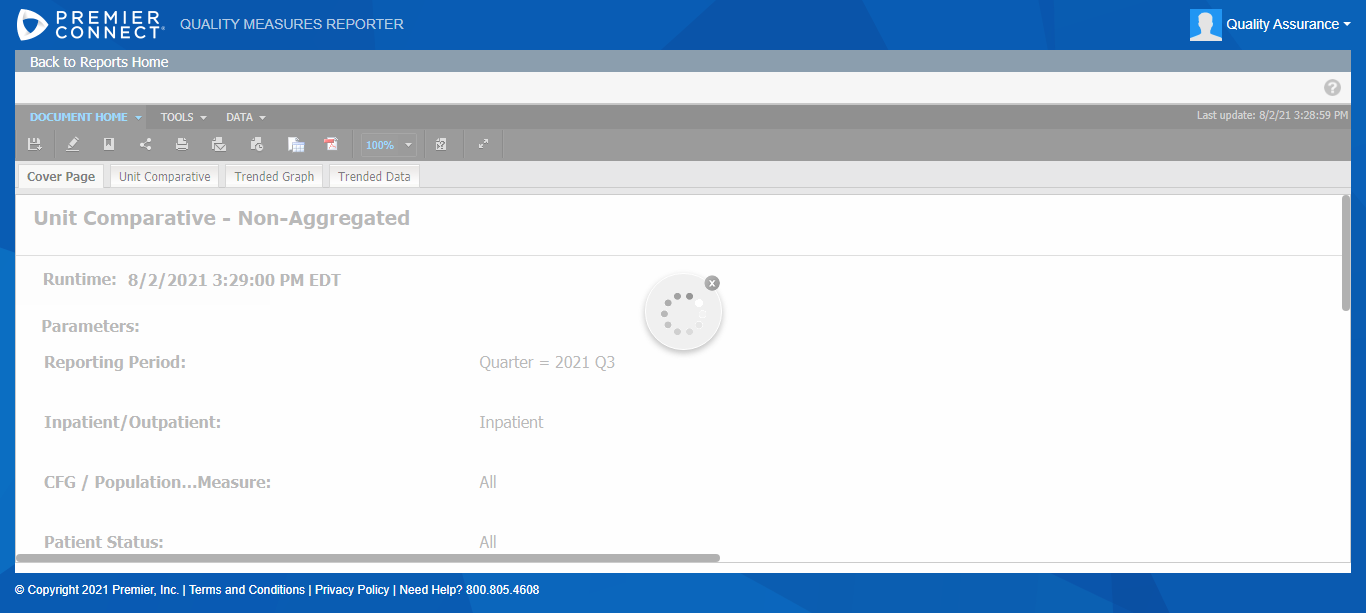 PREMIER
CONNECT®
QUALITY MEASURES REPORTER
Quality Assurance
Back to Reports Home
?
DOCUMENT HOME
TOOLS
DATA
Last update: 8/2/21 3:28:59 PM
100%
Cover Page
Unit Comparative
Trended Graph
Trended Data
Unit Comparative - Non-Aggregated
Runtime: 8/2/2021 3:29:00 PM EDT
x
Parameters:
Reporting Period: Quarter = 2021 Q3
Inpatient/Outpatient: Inpatient
CFG / Population...Measure: All
Patient Status: All
© Copyright 2021 Premier, Inc. | Terms and Conditions | Privacy Policy | Need Help? 800.805.4608